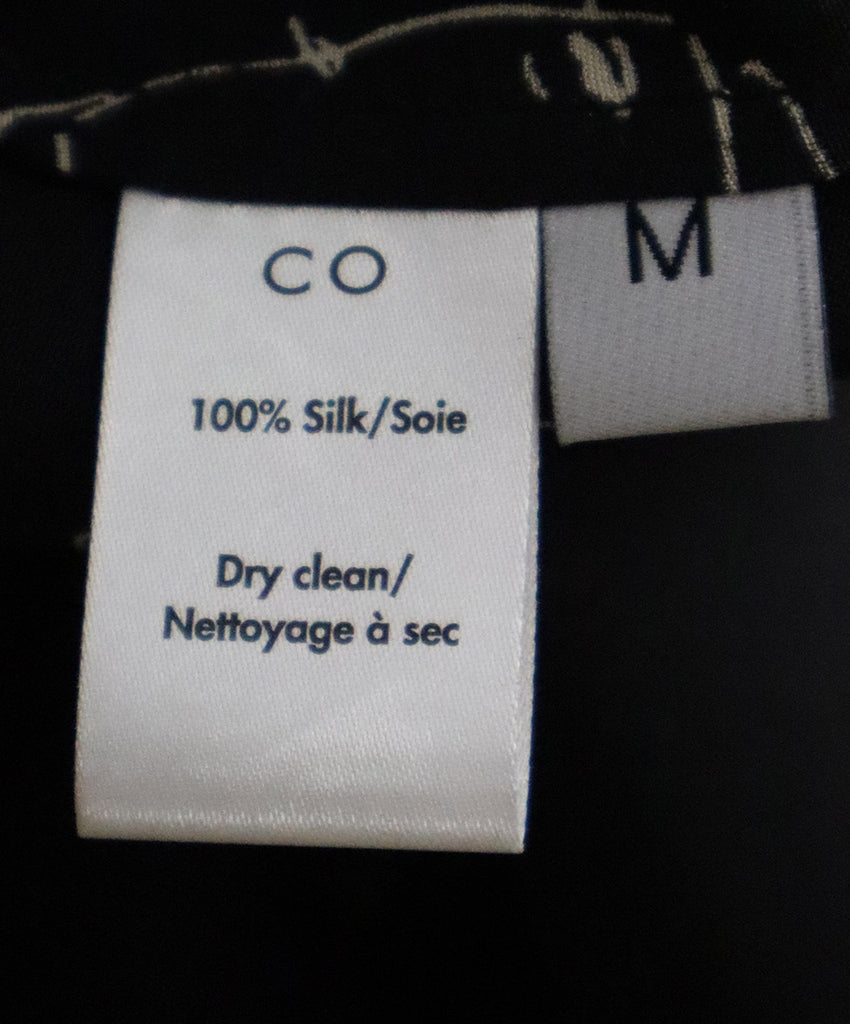 CO
M
100% Silk/Soie
Dry clean/
Nettoyage à sec